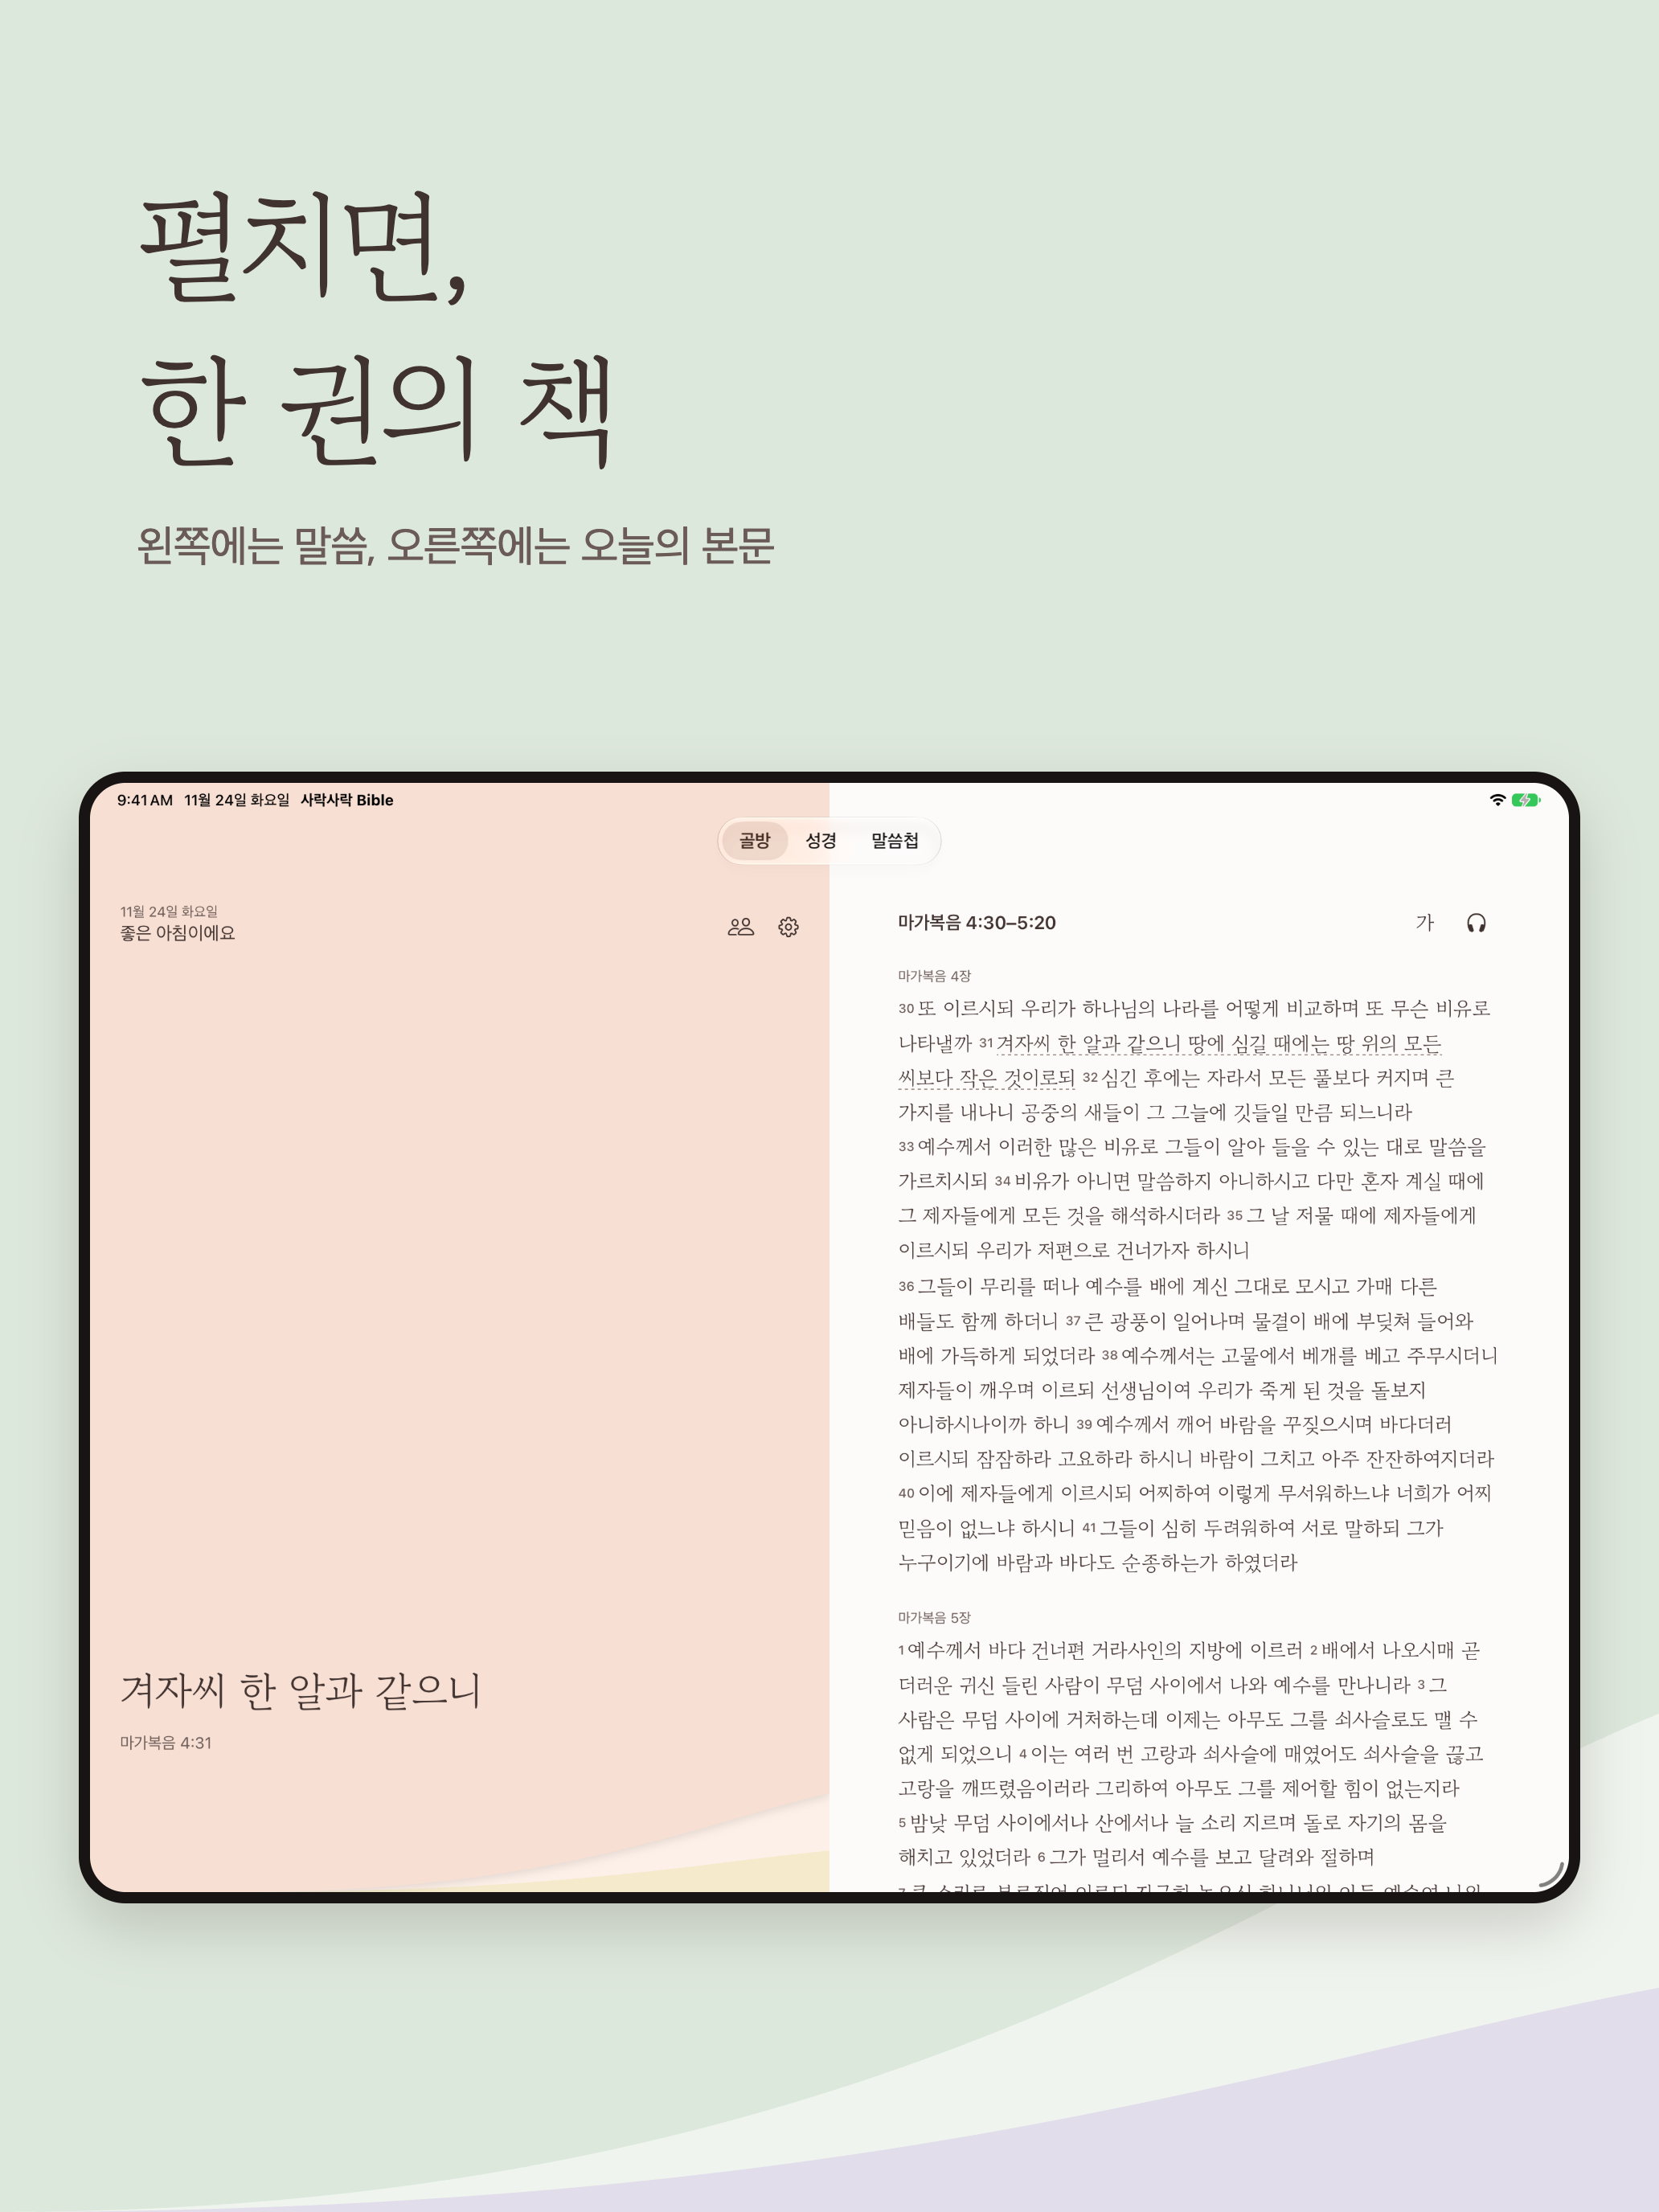 펼치면,
한 권의 책
왼쪽에는 말씀, 오른쪽에는 오늘의 본문
9:41 AM 11월 24일 화요일 사락사락 Bible
골방 성경 말씀첩
11월 24일 화요일
좋은 아침이에요
겨자씨 한 알과 같으니
마가복음 4:31
마가복음 4:30–5:20 가
마가복음 4장
30 또 이르시되 우리가 하나님의 나라를 어떻게 비교하며 또 무슨 비유로
나타낼까 31 겨자씨 한 알과 같으니 땅에 심길 때에는 땅 위의 모든
씨보다 작은 것이로되 32 심긴 후에는 자라서 모든 풀보다 커지며 큰
가지를 내나니 공중의 새들이 그 그늘에 깃들일 만큼 되느니라
33 예수께서 이러한 많은 비유로 그들이 알아 들을 수 있는 대로 말씀을
가르치시되 34 비유가 아니면 말씀하지 아니하시고 다만 혼자 계실 때에
그 제자들에게 모든 것을 해석하시더라 35 그 날 저물 때에 제자들에게
이르시되 우리가 저편으로 건너가자 하시니
36 그들이 무리를 떠나 예수를 배에 계신 그대로 모시고 가매 다른
배들도 함께 하더니 37 큰 광풍이 일어나며 물결이 배에 부딪쳐 들어와
배에 가득하게 되었더라 38 예수께서는 고물에서 베개를 베고 주무시더니
제자들이 깨우며 이르되 선생님이여 우리가 죽게 된 것을 돌보지
아니하시나이까 하니 39 예수께서 깨어 바람을 꾸짖으시며 바다더러
이르시되 잠잠하라 고요하라 하시니 바람이 그치고 아주 잔잔하여지더라
40 이에 제자들에게 이르시되 어찌하여 이렇게 무서워하느냐 너희가 어찌
믿음이 없느냐 하시니 41 그들이 심히 두려워하여 서로 말하되 그가
누구이기에 바람과 바다도 순종하는가 하였더라
마가복음 5장
1 예수께서 바다 건너편 거라사인의 지방에 이르러 2 배에서 나오시매 곧
더러운 귀신 들린 사람이 무덤 사이에서 나와 예수를 만나니라 3 그
사람은 무덤 사이에 거처하는데 이제는 아무도 그를 쇠사슬로도 맬 수
없게 되었으니 4 이는 여러 번 고랑과 쇠사슬에 매였어도 쇠사슬을 끊고
고랑을 깨뜨렸음이러라 그리하여 아무도 그를 제어할 힘이 없는지라
5 밤낮 무덤 사이에서나 산에서나 늘 소리 지르며 돌로 자기의 몸을
해치고 있었더라 6 그가 멀리서 예수를 보고 달려와 절하며